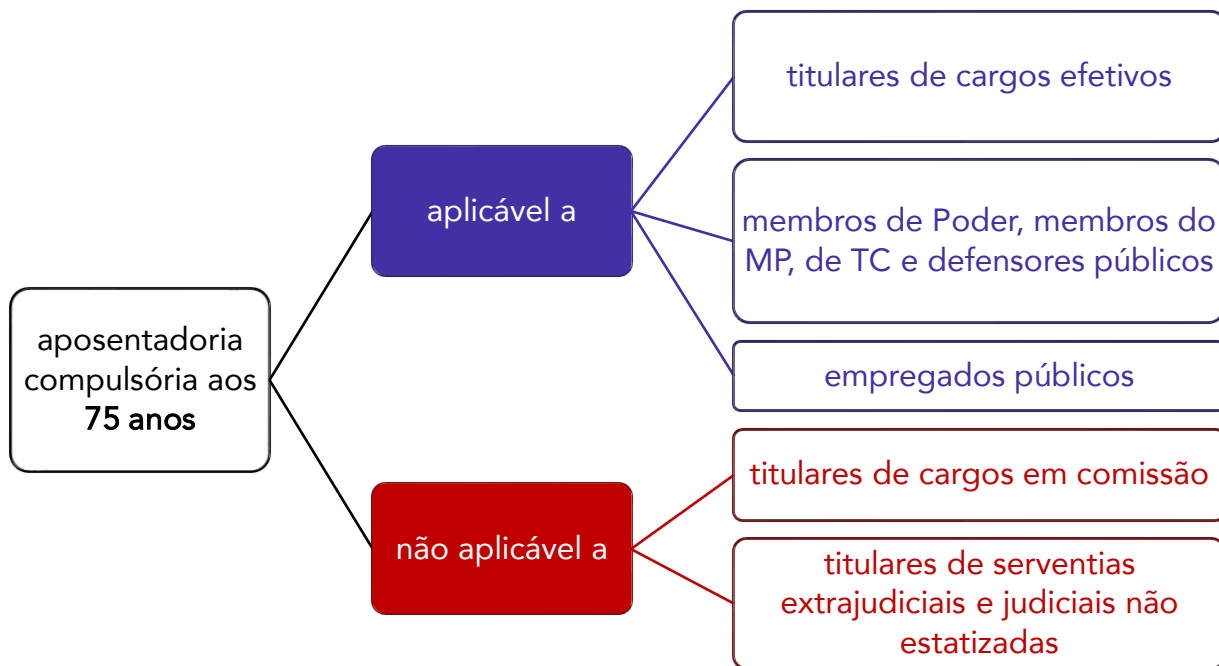 aposentadoria
compulsória aos
75 anos
aplicável a
titulares de cargos efetivos
membros de Poder, membros do
MP, de TC e defensores públicos
empregados públicos
não aplicável a
titulares de cargos em comissão
titulares de serventias
extrajudiciais e judiciais não
estatizadas